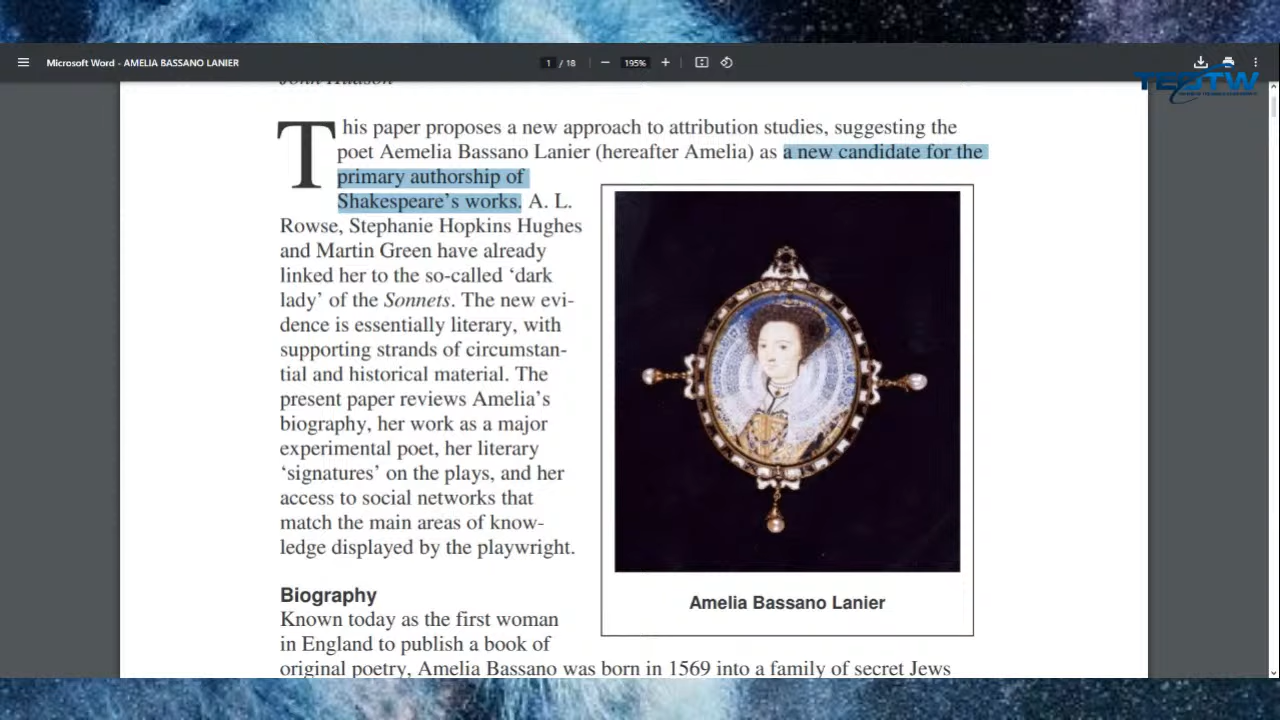 Microsoft Word - AMELIA BASSANO LANIER
1 / 18
195%
TEOTW
John Hudson
This paper proposes a new approach to attribution studies, suggesting the
poet Aemelia Bassano Lanier (hereafter Amelia) as a new candidate for the
primary authorship of
Shakespeare's works. A. L.
Rowse, Stephanie Hopkins Hughes
and Martin Green have already
linked her to the so-called ‘dark
lady’ of the Sonnets. The new evi-
dence is essentially literary, with
supporting strands of circumstan-
tial and historical material. The
present paper reviews Amelia’s
biography, her work as a major
experimental poet, her literary
‘signatures’ on the plays, and her
access to social networks that
match the main areas of know-
ledge displayed by the playwright.
Amelia Bassano Lanier
Biography
Known today as the first woman
in England to publish a book of
original poetry, Amelia Bassano was born in 1569 into a family of secret Jews